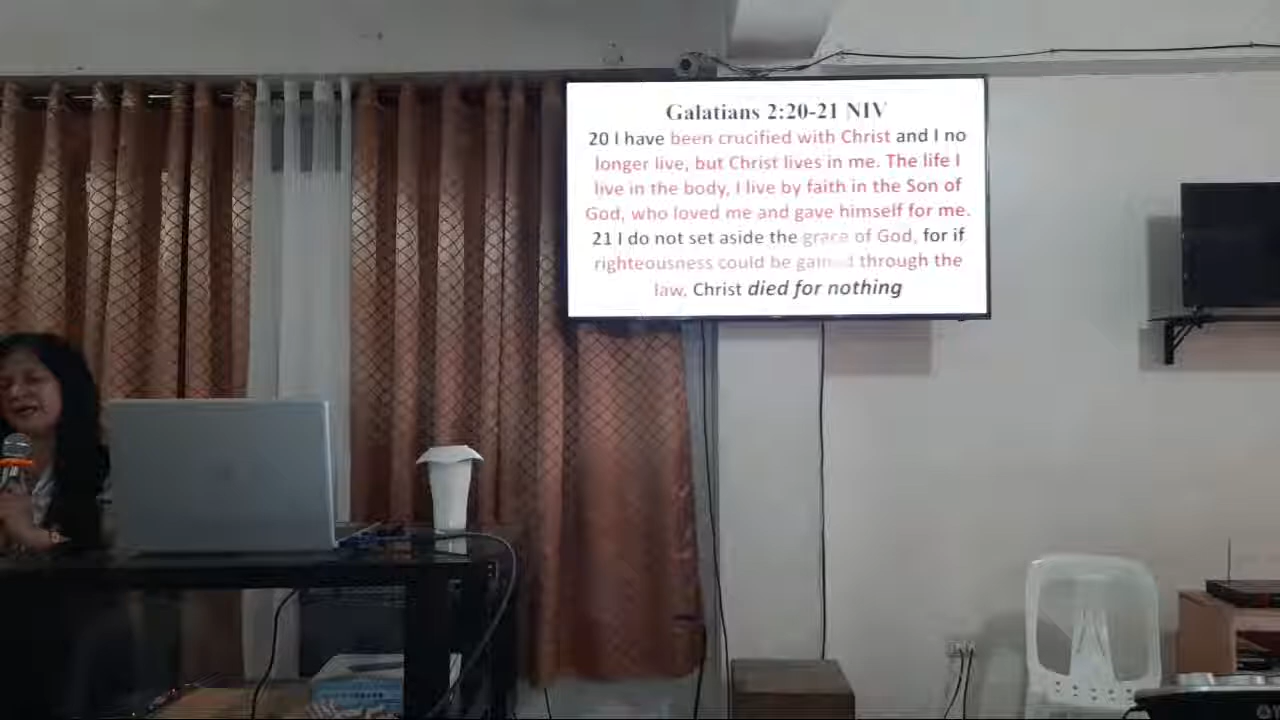 Galatians 2:20-21 NIV
20 I have been crucified with Christ and I no
longer live, but Christ lives in me. The life I
live in the body, I live by faith in the Son of
God, who loved me and gave himself for me.
21 I do not set aside the grace of God, for if
righteousness could be gained through the
law, Christ died for nothing